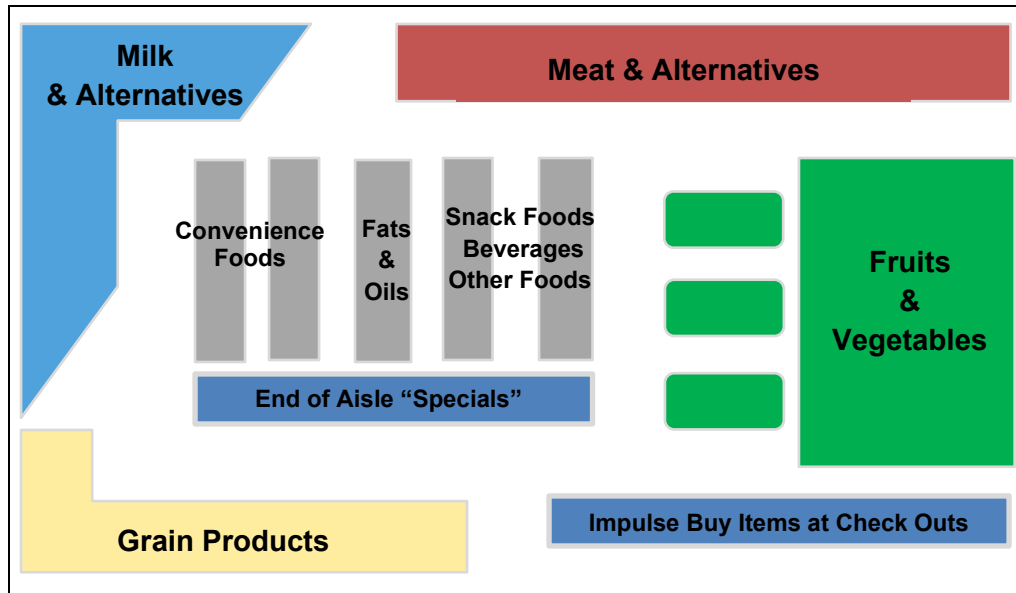 Milk
& Alternatives
Meat & Alternatives
Convenience
Foods
Fats
&
Oils
Snack Foods
Beverages
Other Foods
Fruits
&
Vegetables
End of Aisle “Specials”
Impulse Buy Items at Check Outs
Grain Products